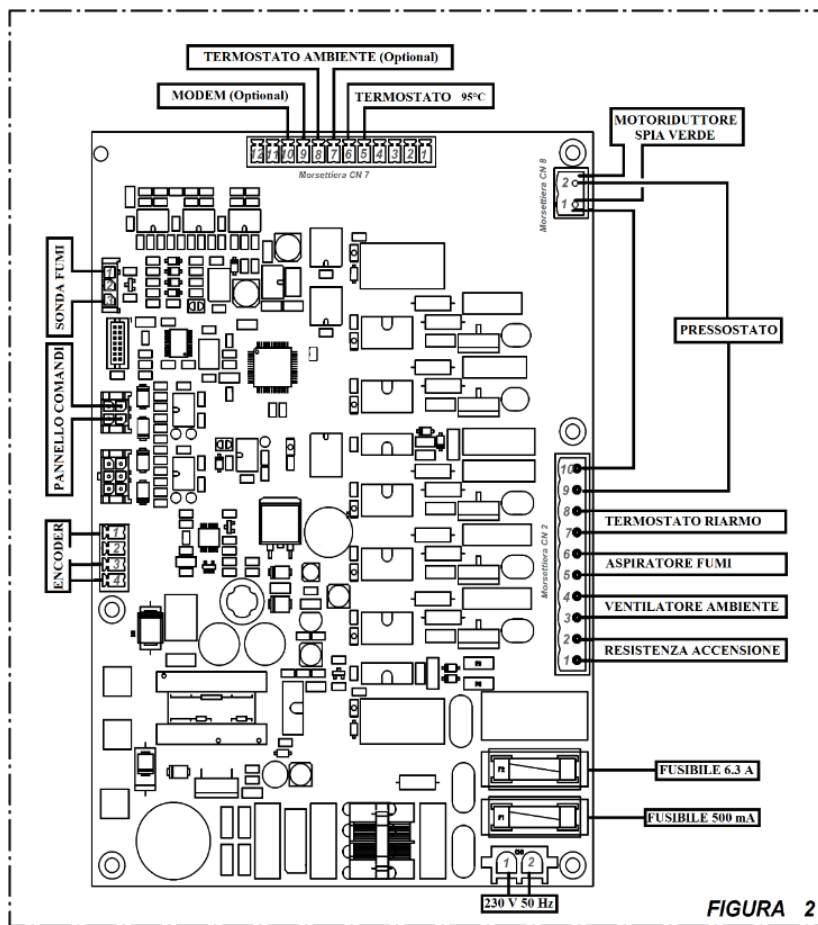 TERMOSTATO AMBIENTE (Optional)
MODEM (Optional)
TERMOSTATO 95°C
MOTORIDUTTORE
SPIA VERDE
12 11 10 9 8 7 6 5 4 3 2 1
Morsettiera CN 7
2
1
Morsettiera CN 8
SONDA FUMI
1
2
3
PRESSOSTATO
PANNELLO COMANDI
ENCODER
1
2
3
4
Morsettiera CN 2
10
9
8
7
6
5
4
3
2
1
TERMOSTATO RIARMO
ASPIRATORE FUMI
VENTILATORE AMBIENTE
RESISTENZA ACCENSIONE
F2
FUSIBILE 6.3 A
F1
FUSIBILE 500 mA
1 2
230 V 50 Hz
FIGURA 2